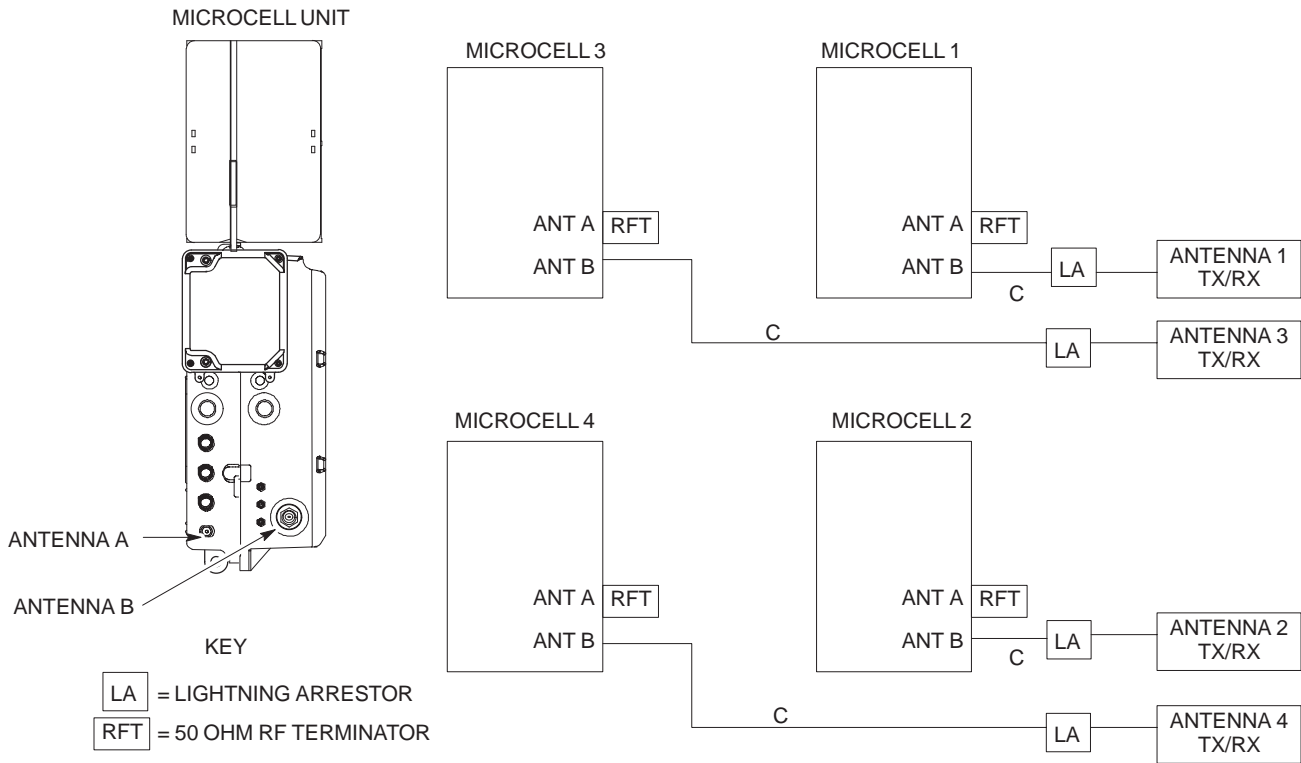 MICROCELL UNIT
ANTENNA A
ANTENNA B
KEY
LA = LIGHTNING ARRESTOR
RFT = 50 OHM RF TERMINATOR
MICROCELL 3
ANT A RFT
ANT B
C
LA
ANTENNA 3
TX/RX
MICROCELL 1
ANT A RFT
ANT B
C
LA
ANTENNA 1
TX/RX
MICROCELL 4
ANT A RFT
ANT B
C
LA
ANTENNA 4
TX/RX
MICROCELL 2
ANT A RFT
ANT B
C
LA
ANTENNA 2
TX/RX